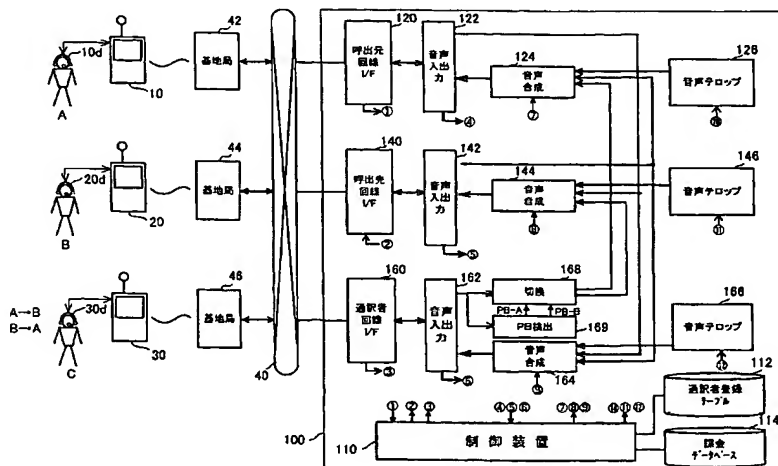 42
120
122
10d
基地局
呼出元
回線
I/F
音声
入出
力
124
音声
合成
126
音声テロップ
A
10
①
④
⑦
⑩
44
140
142
20d
基地局
呼出先
回線
I/F
音声
入出
力
144
音声
合成
146
音声テロップ
B
20
②
⑤
⑧
⑪
46
160
162
168
30d
基地局
通訳者
回線
I/F
音声
入出
力
切換
PB-A
PB-B
PB検出
169
音声
合成
164
166
音声テロップ
A→B
B→A
C
30
40
③
⑥
⑨
⑫
112
通訳者登録
テーブル
① ② ③
④⑤⑥
⑦⑧⑨
⑩ ⑪ ⑫
114
100
110
制御装置
課金
データベース